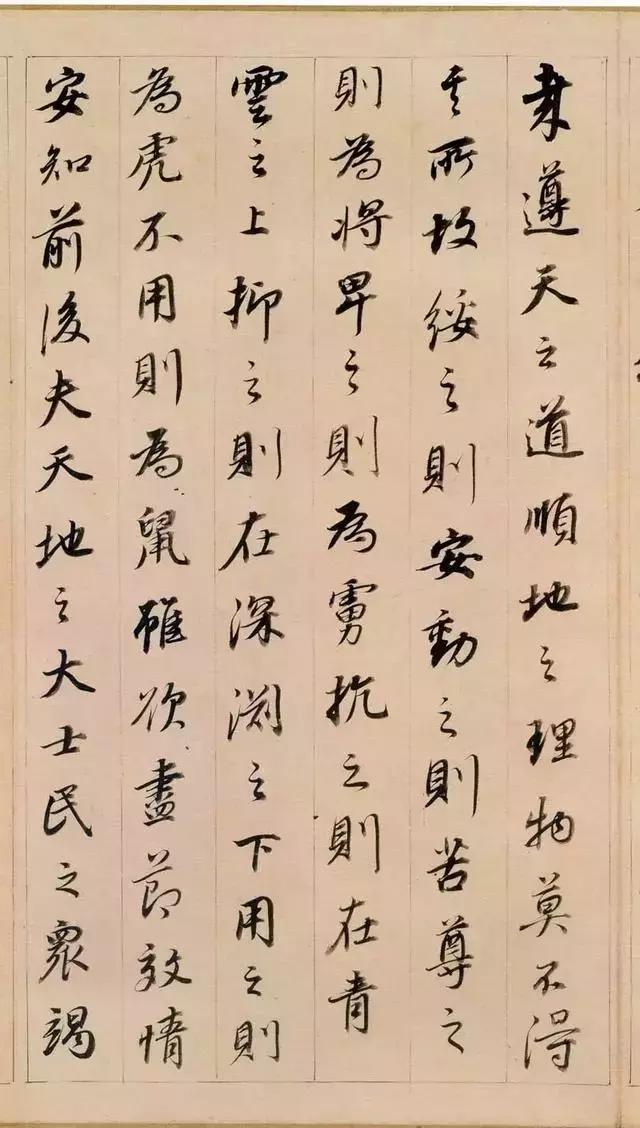 哉遵天之道順地之理物莫不得
其所故綏之則安動之則苦尊之
則為將卑之則為虜抗之則在青
雲之上抑之則在深淵之下用之則
為虎不用則為鼠雖欲盡節效情
安知前後夫天地之大士民之眾竭